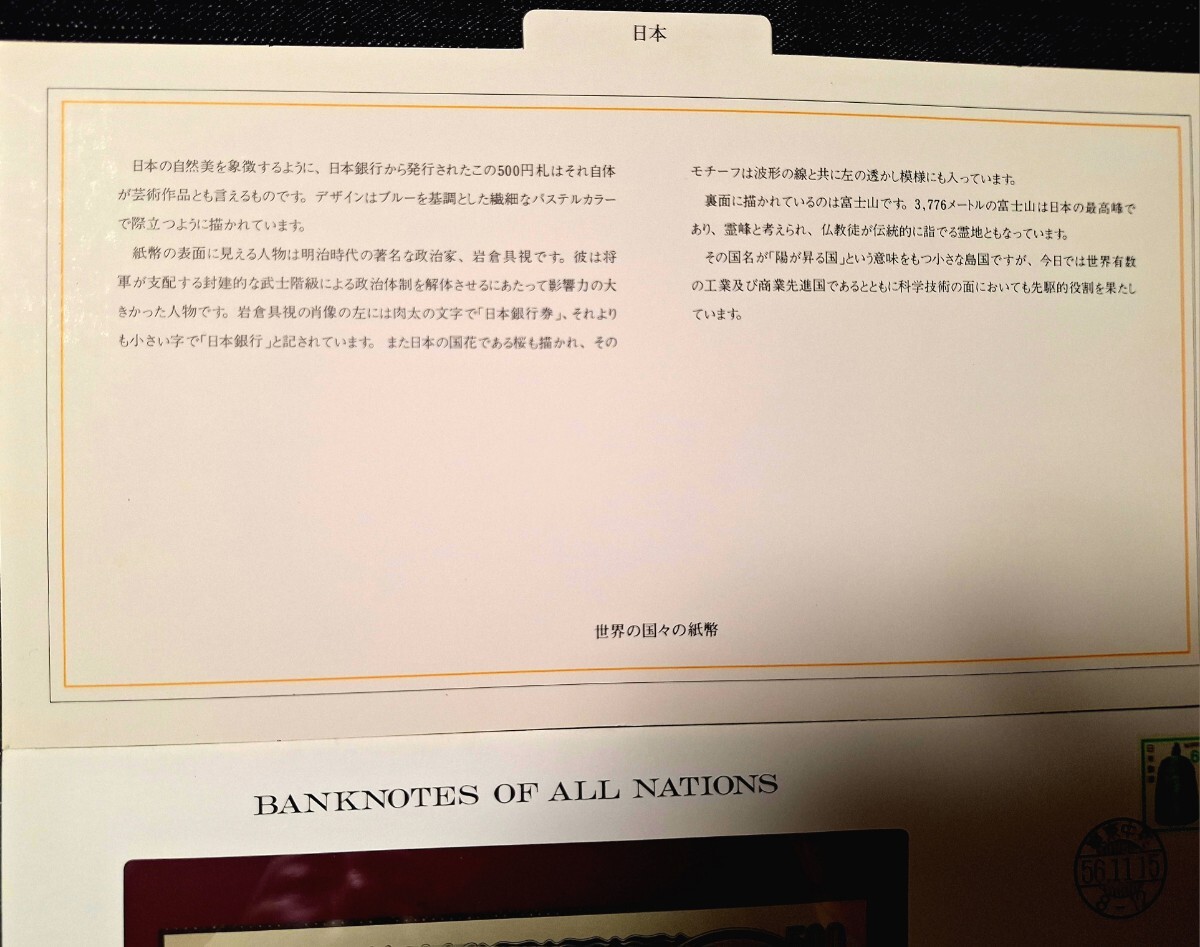 日本
日本の自然美を象徴するように、日本銀行から発行されたこの500円札はそれ自体
が芸術作品とも言えるものです。デザインはブルーを基調とした繊細なパステルカラー
で際立つように描かれています。
紙幣の表面に見える人物は明治時代の著名な政治家、岩倉具視です。彼は将
軍が支配する封建的な武士階級による政治体制を解体させるにあたって影響力の大
きかった人物です。岩倉具視の肖像の左には肉太の文字で「日本銀行券」、それより
も小さい字で「日本銀行」と記されています。また日本の国花である桜も描かれ、その
モチーフは波形の線と共に左の透かし模様にも入っています。
裏面に描かれているのは富士山です。3,776メートルの富士山は日本の最高峰で
あり、霊峰と考えられ、仏教徒が伝統的に詣でる霊地ともなっています。
その国名が「陽が昇る国」という意味をもつ小さな島国ですが、今日では世界有数
の工業及び商業先進国であるとともに科学技術の面においても先駆的役割を果たし
ています。
世界の国々の紙幣
BANKNOTES OF ALL NATIONS
日本郵便
6
56.11.15